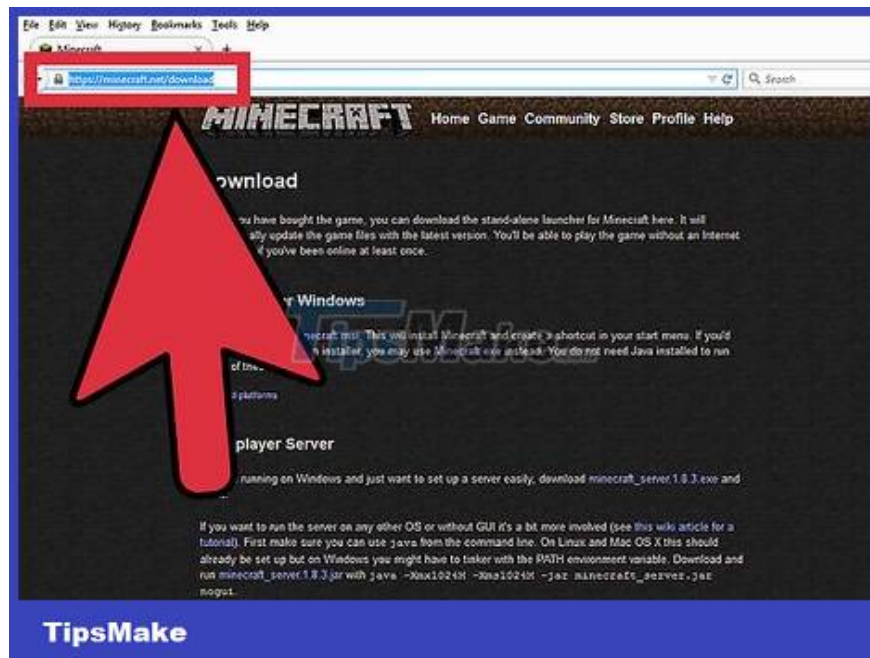 File Edit View History Bookmarks Tools Help
Minecraft
https://minecraft.net/download
Search
MINECRAFT Home Game Community Store Profile Help
ownload
you have bought the game, you can download the stand-alone launcher for Minecraft here. It will
ally update the game files with the latest version. You'll be able to play the game without an Internet
if you've been online at least once.
r Windows
TipsMake.com
necraft.msi. This will install Minecraft and create a shortcut in your start menu. If you'd
installer, you may use Minecraft.exe instead. You do not need Java installed to run
of
platforms
player Server
running on Windows and just want to set up a server easily, download minecraft_server.1.8.3.exe and
If you want to run the server on any other OS or without GUI it's a bit more involved (see this wiki article for a
tutorial). First make sure you can use java from the command line. On Linux and Mac OS X this should
already be set up but on Windows you might have to tinker with the PATH environment variable. Download and
run minecraft_server.1.8.3.jar with java -Xmx1024M -Xms1024M -jar minecraft_server.jar
nogui.
TipsMake